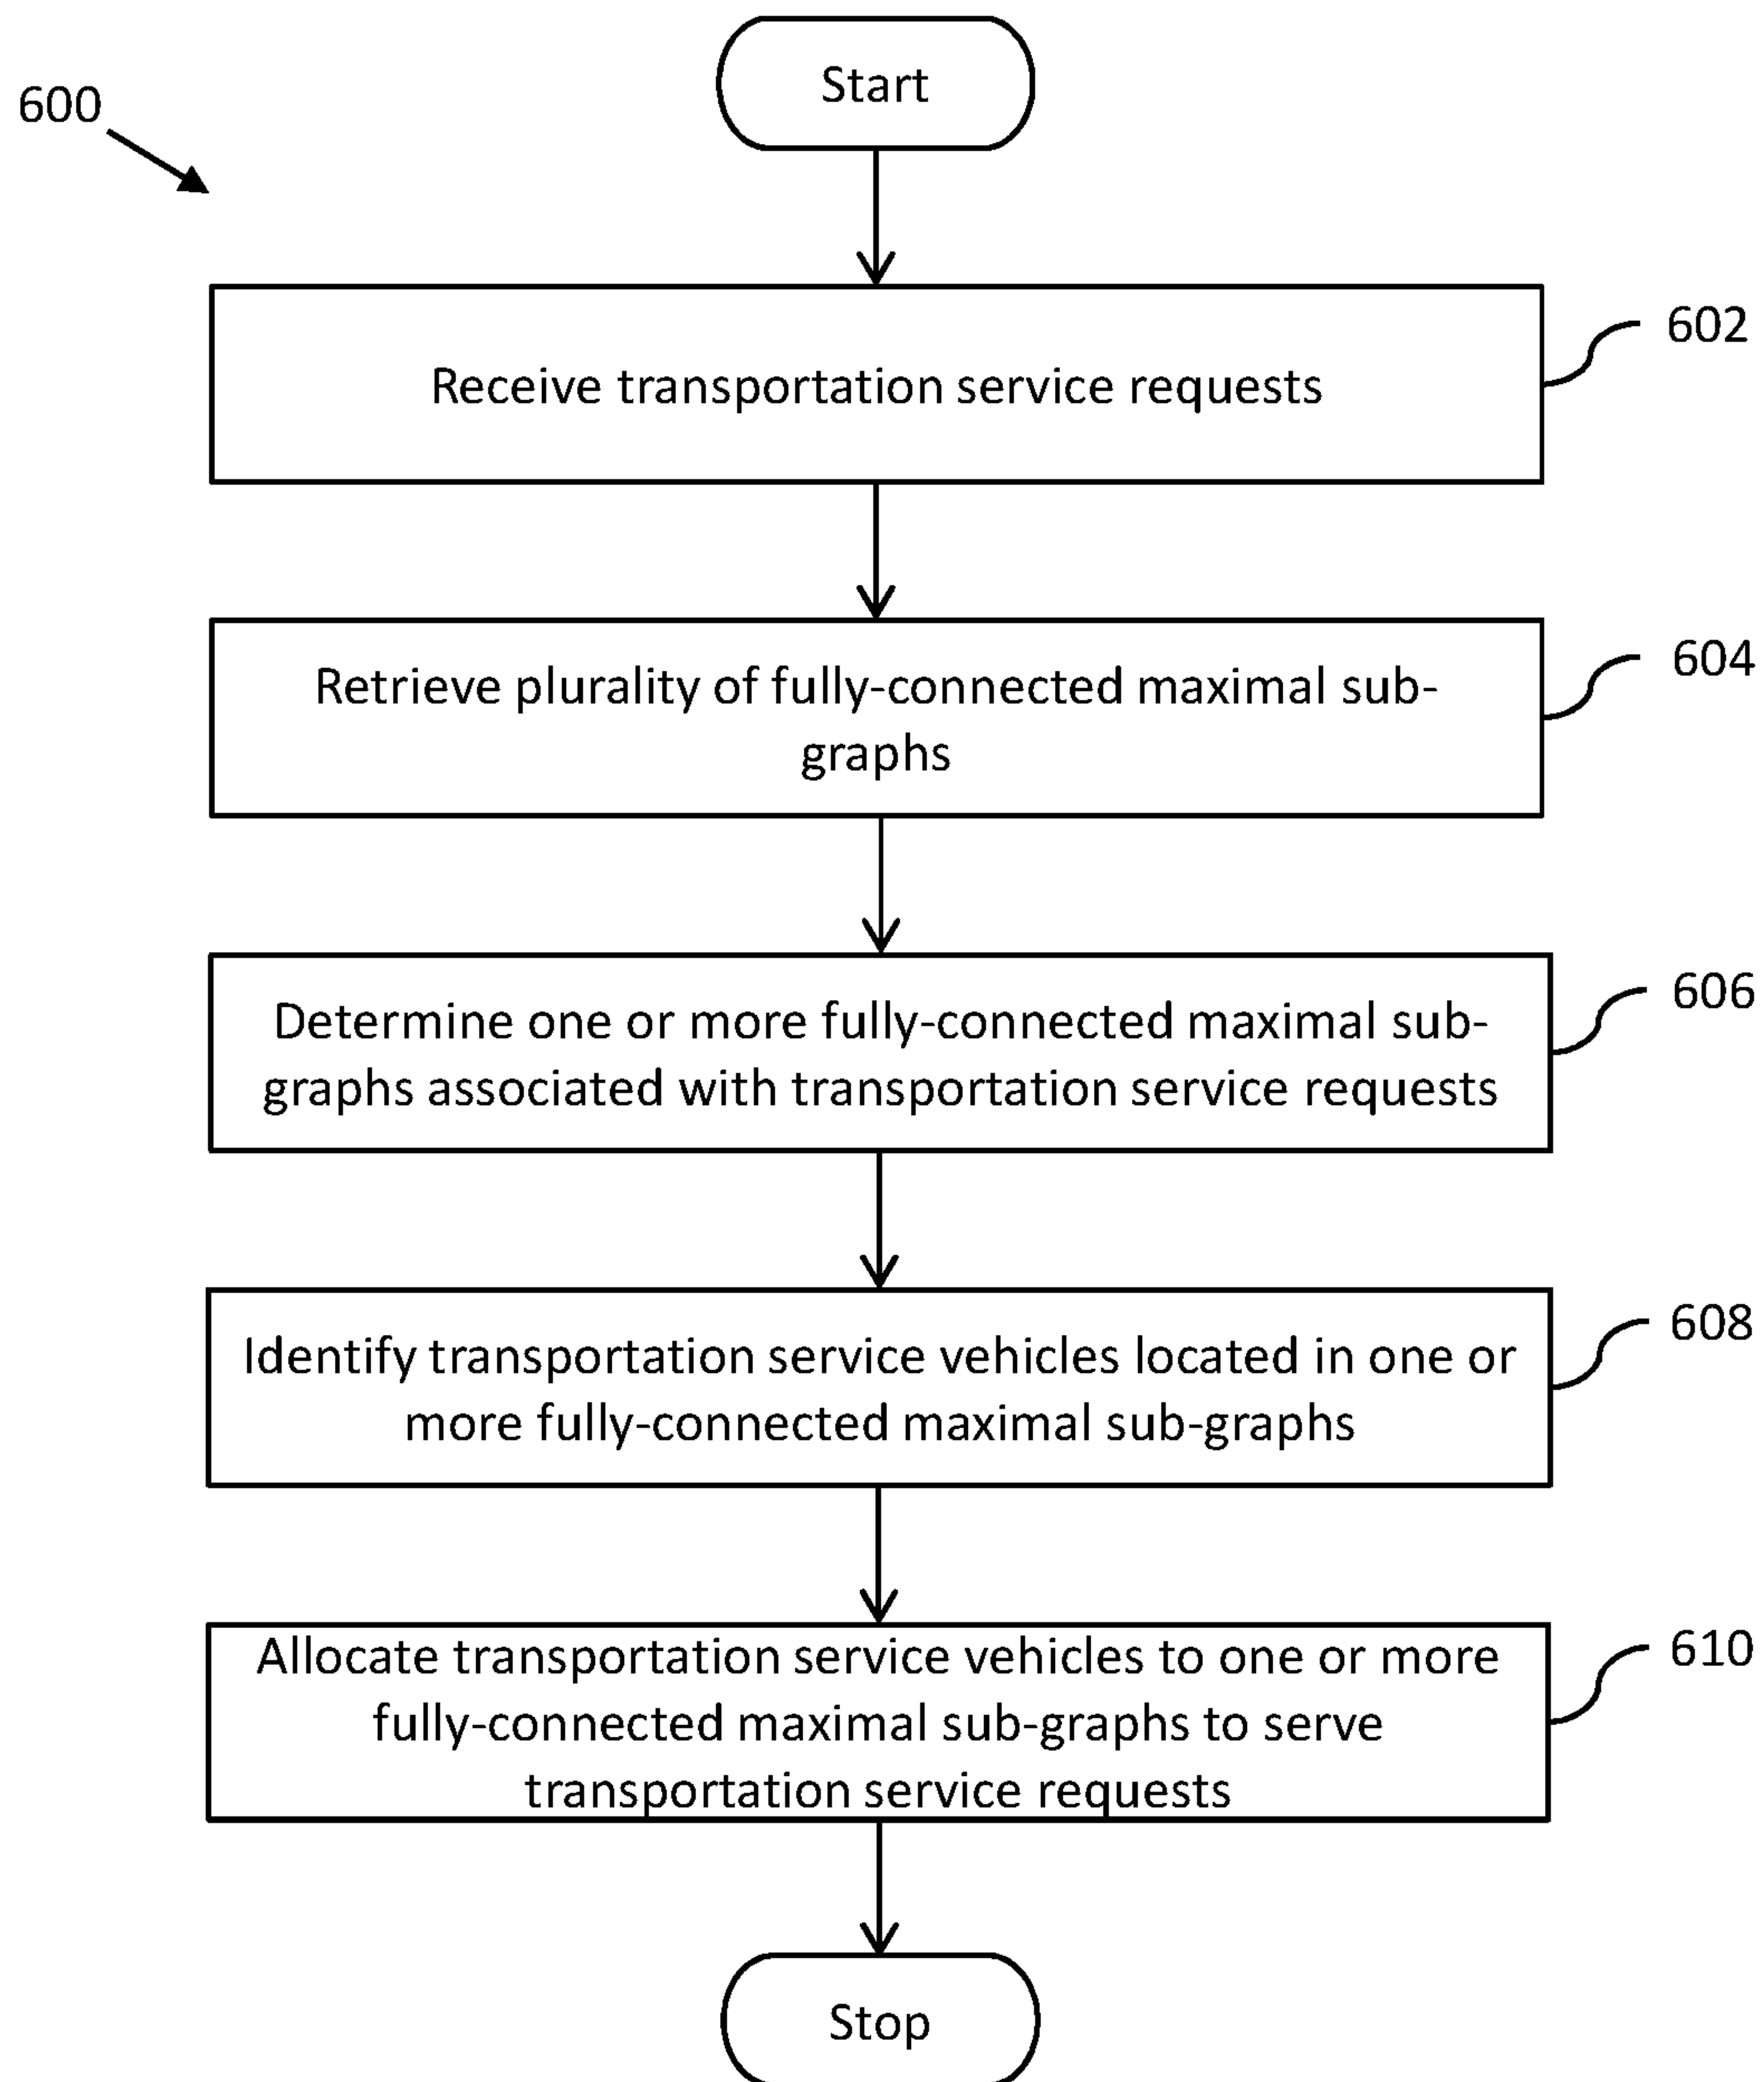 Start
600
602
Receive transportation service requests
604
Retrieve plurality of fully-connected maximal sub-
graphs
606
Determine one or more fully-connected maximal sub-
graphs associated with transportation service requests
608
Identify transportation service vehicles located in one or
more fully-connected maximal sub-graphs
610
Allocate transportation service vehicles to one or more
fully-connected maximal sub-graphs to serve
transportation service requests
Stop